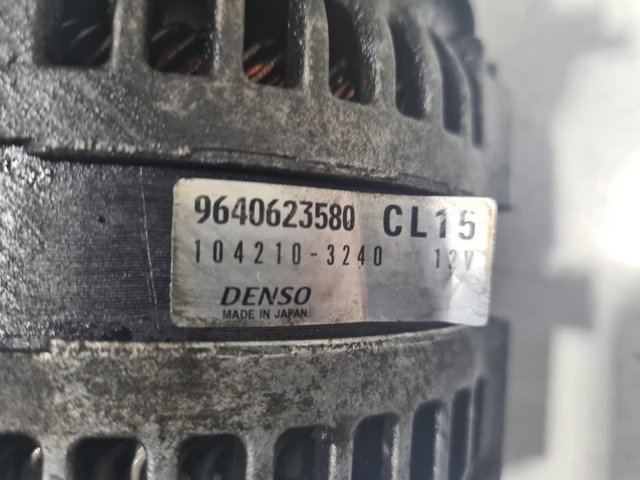 9640623580 CL15
104210-3240 12V
DENSO
MADE IN JAPAN